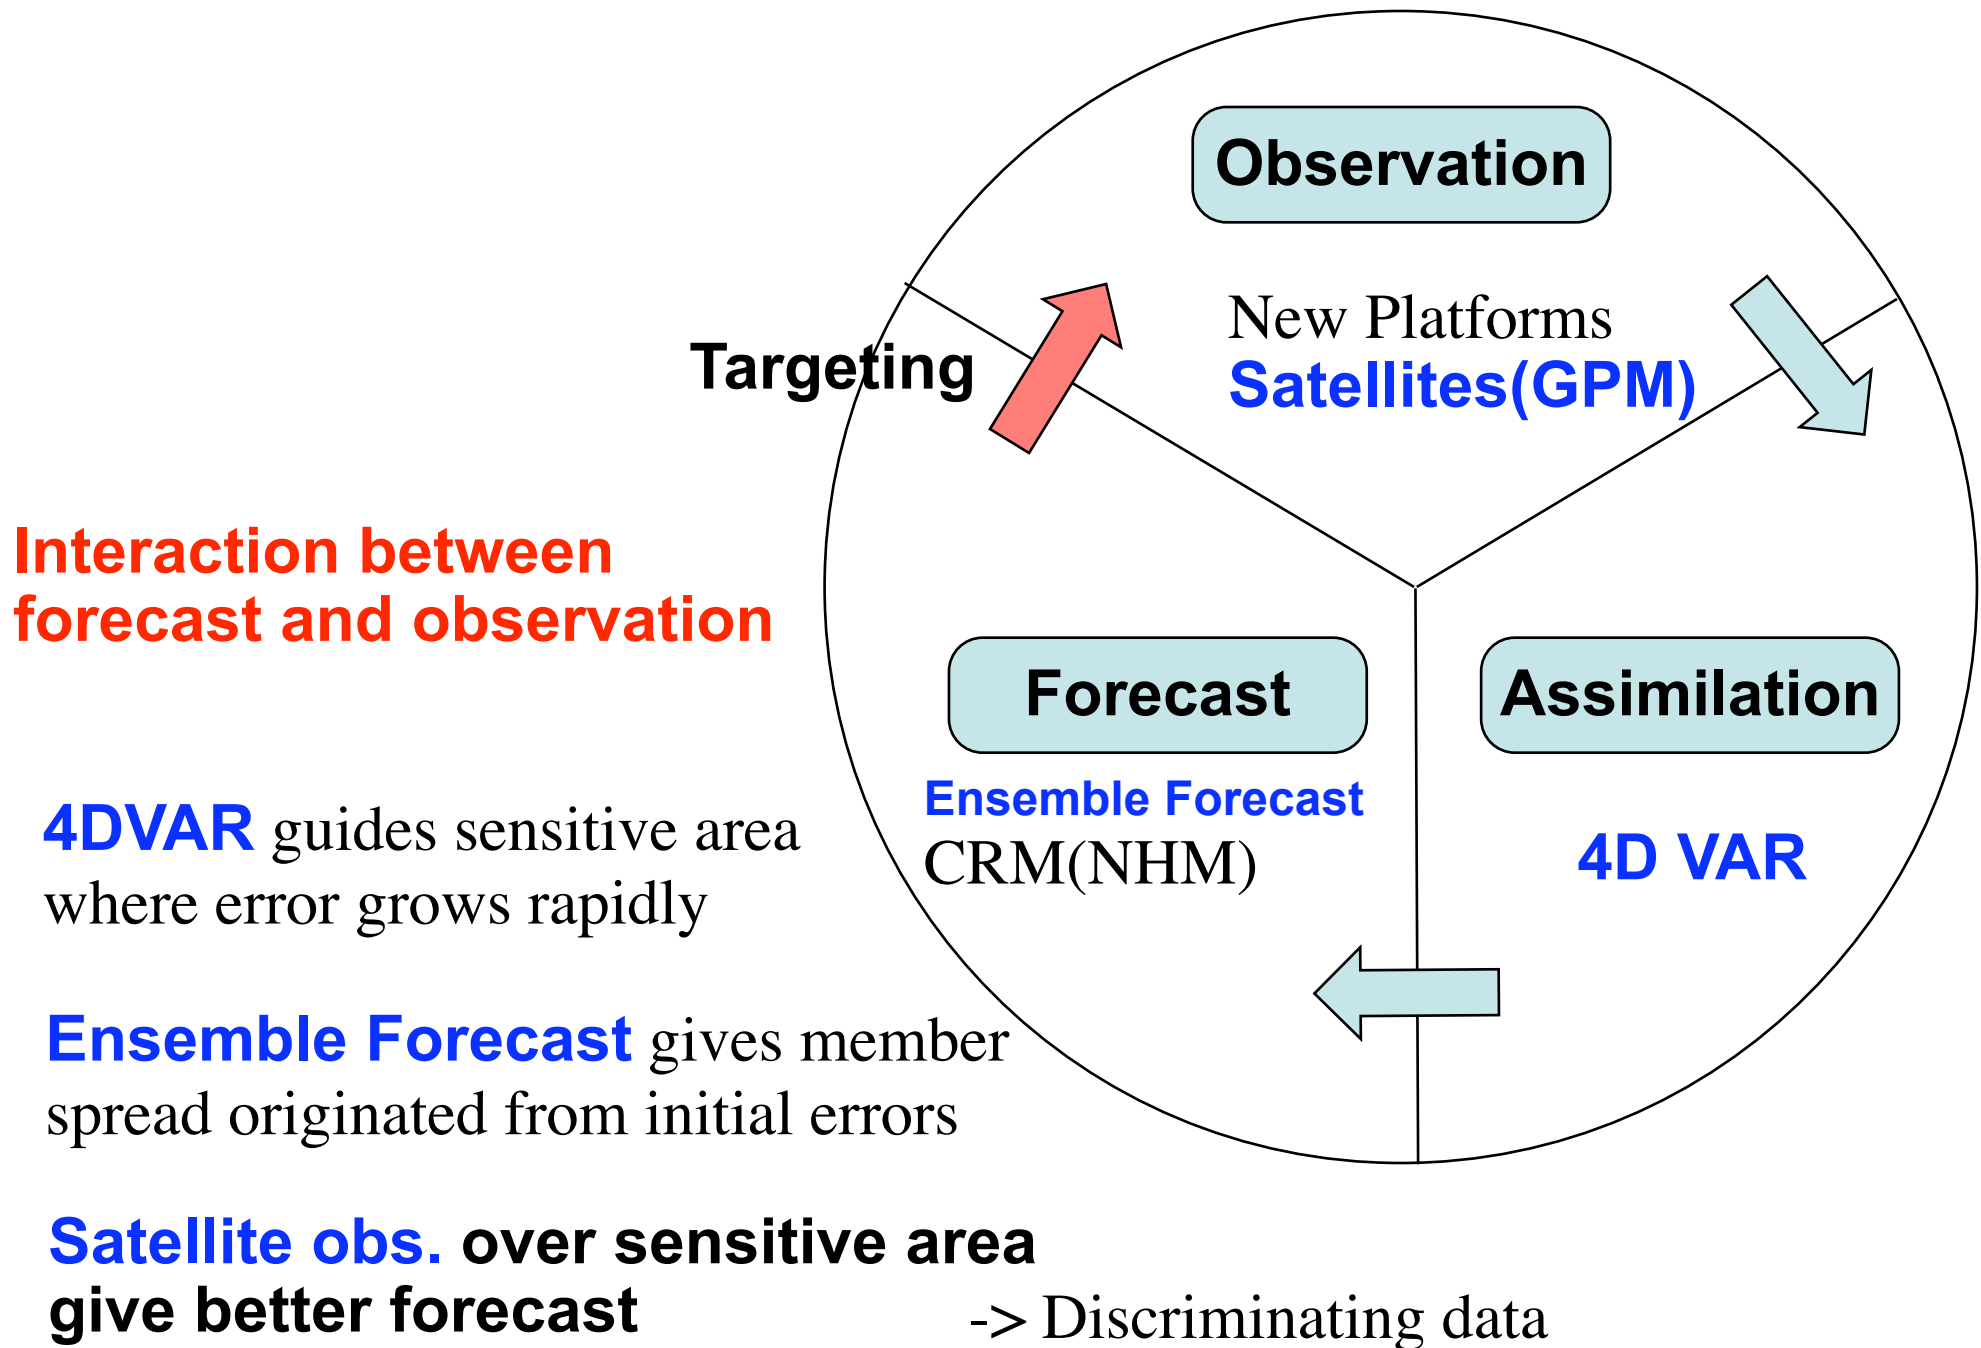 Observation
New Platforms
Satellites(GPM)
Targeting
Interaction between
forecast and observation
Forecast
Assimilation
Ensemble Forecast
CRM(NHM)
4D VAR
4DVAR guides sensitive area
where error grows rapidly
Ensemble Forecast gives member
spread originated from initial errors
Satellite obs. over sensitive area
give better forecast
-> Discriminating data